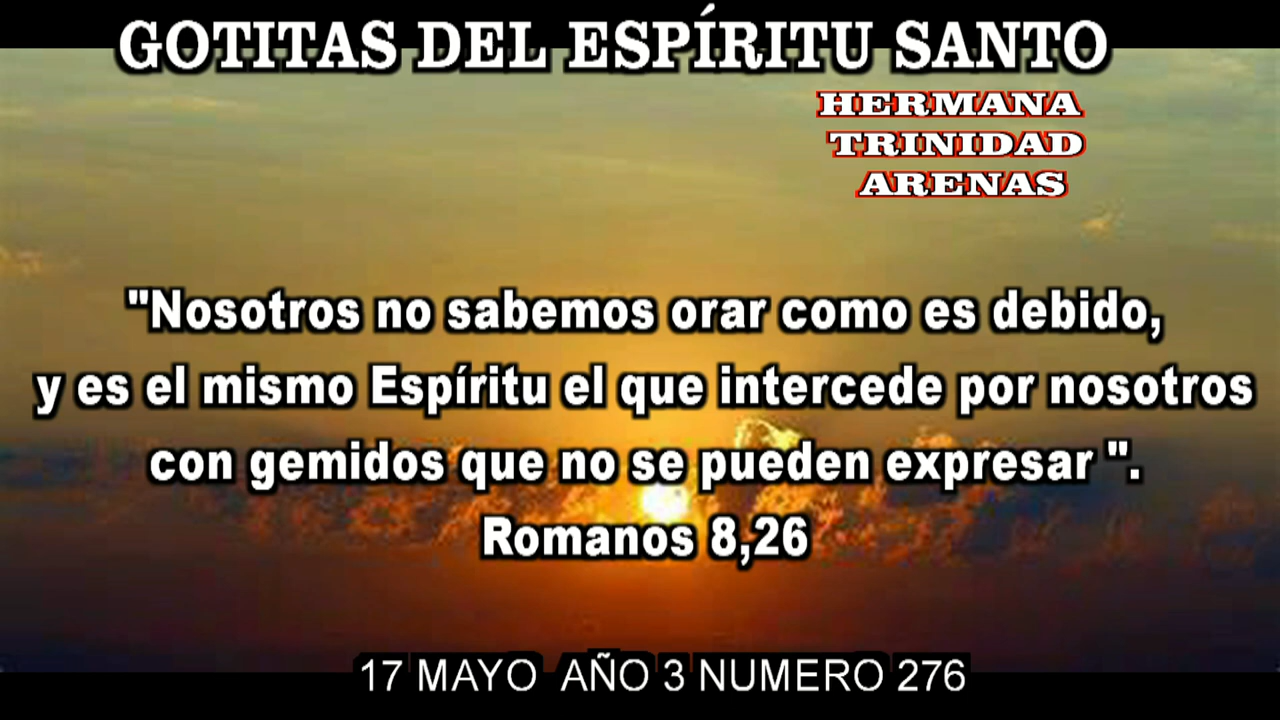 GOTITAS DEL ESPÍRITU SANTO
HERMANA
TRINIDAD
ARENAS
"Nosotros no sabemos orar como es debido,
y es el mismo Espíritu el que intercede por nosotros
con gemidos que no se pueden expresar ".
Romanos 8,26
17 MAYO  AÑO 3 NUMERO 276